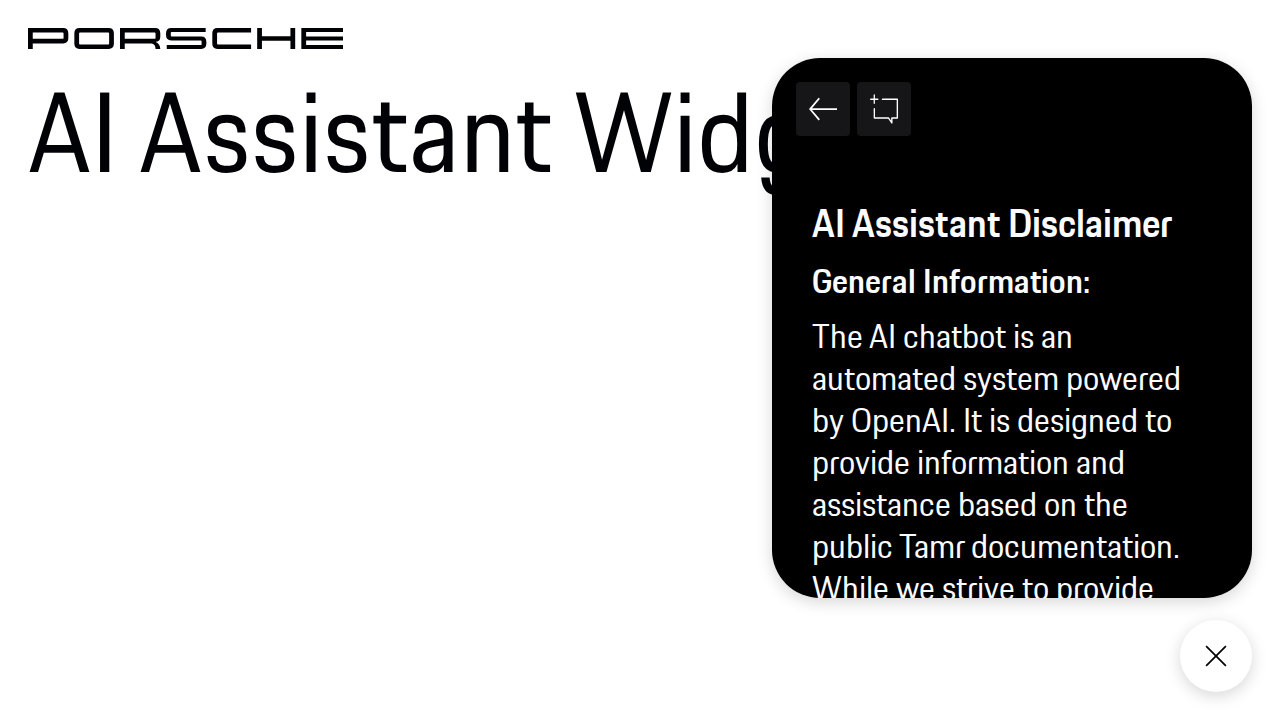 PORSCHE
AI Assistant Widg
AI Assistant Disclaimer
General Information:
The AI chatbot is an
automated system powered
by OpenAI. It is designed to
provide information and
assistance based on the
public Tamr documentation.
While we strive to provide